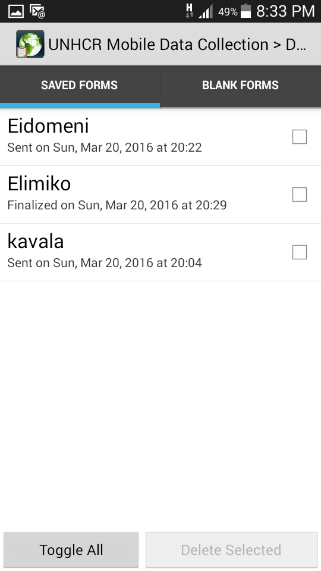 H 49% 8:33 PM
UNHCR Mobile Data Collection > D...
SAVED FORMS BLANK FORMS
Eidomeni
Sent on Sun, Mar 20, 2016 at 20:22
Elimiko
Finalized on Sun, Mar 20, 2016 at 20:29
kavala
Sent on Sun, Mar 20, 2016 at 20:04
Toggle All Delete Selected